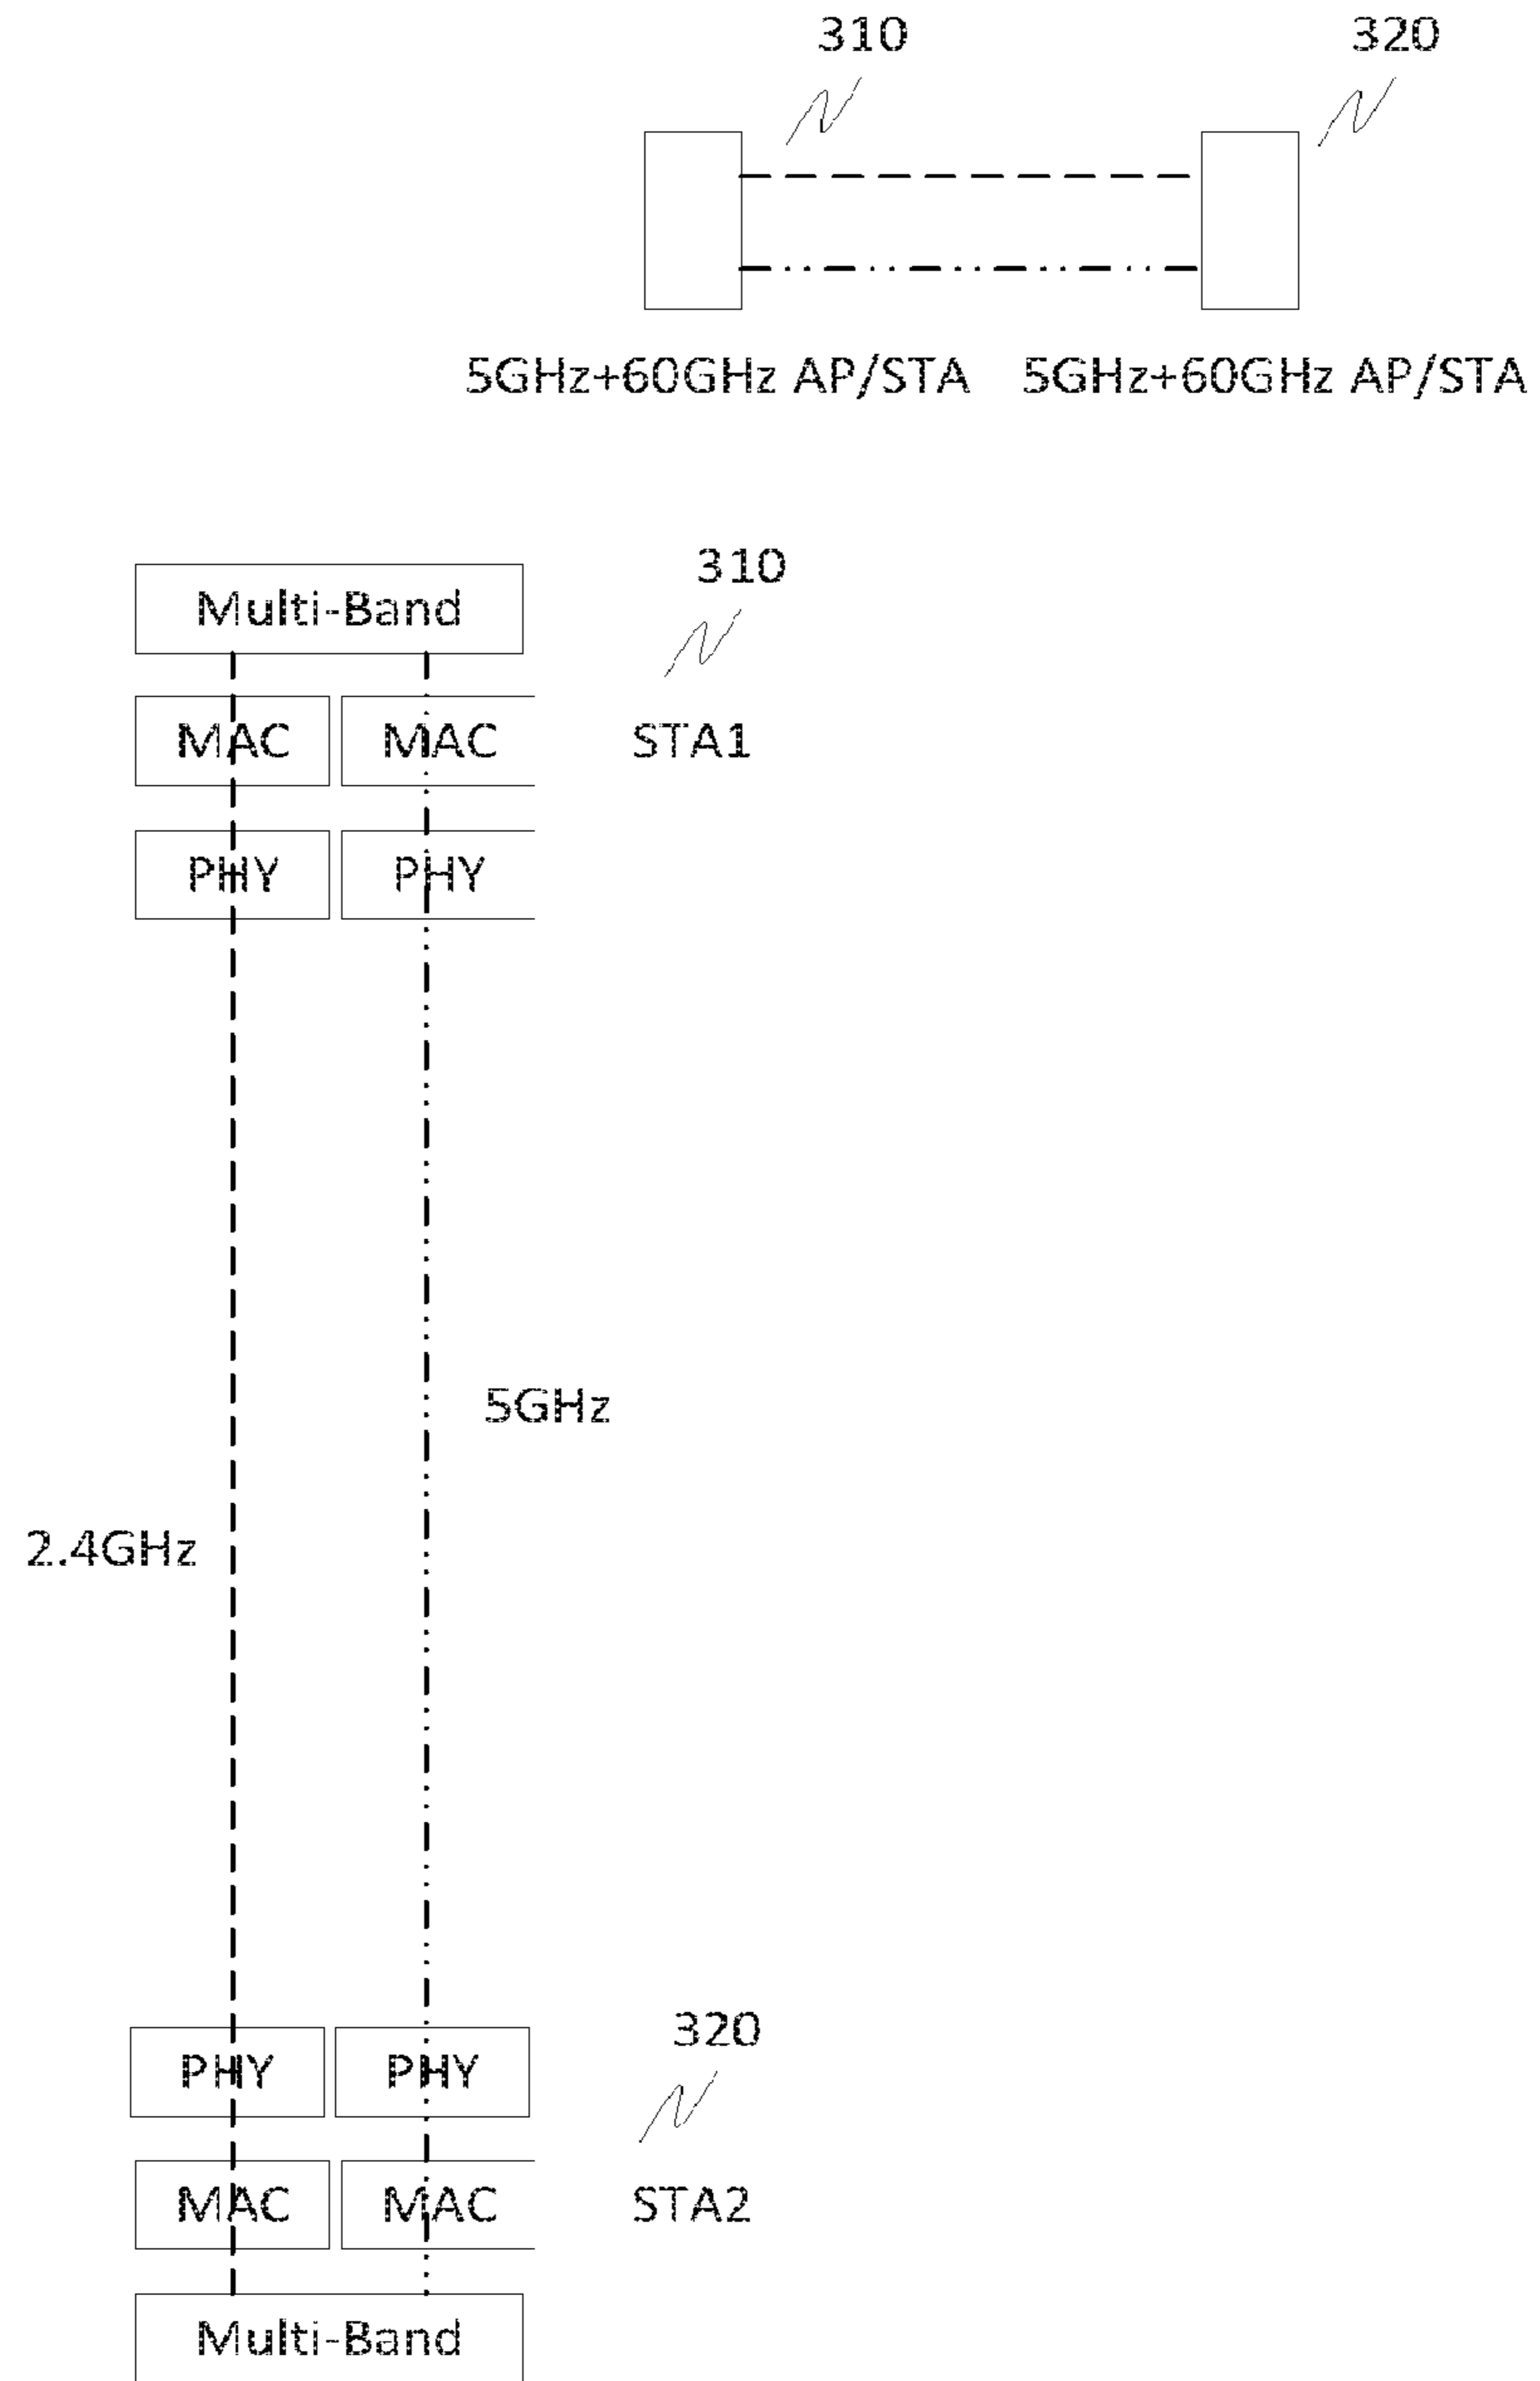 310 320
5GHz+60GHz AP/STA 5GHz+60GHz AP/STA
310
Multi-Band
MAC MAC STA1
PHY PHY
5GHz
2.4GHz
320
PHY PHY
MAC MAC STA2
Multi-Band